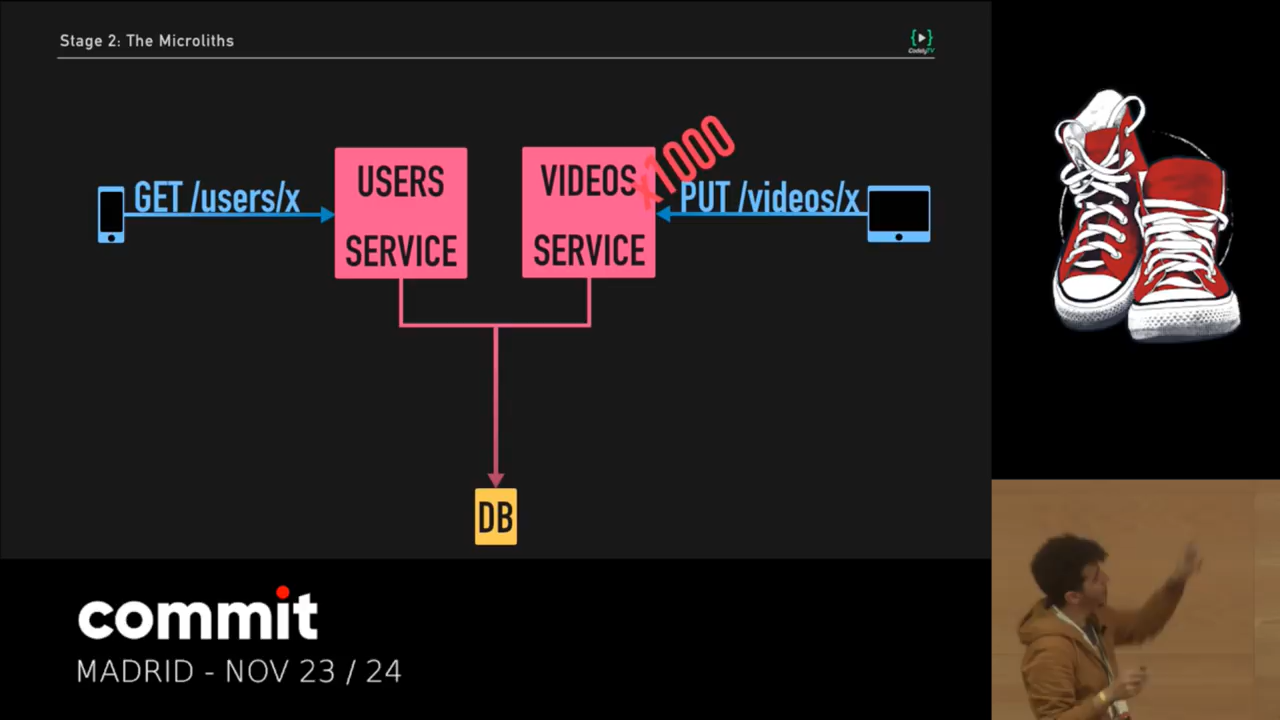 Stage 2: The Microliths
CodelyTV
GET /users/x
USERS
SERVICE
VIDEOS
SERVICE
x1000
PUT /videos/x
DB
commit
MADRID - NOV 23 / 24